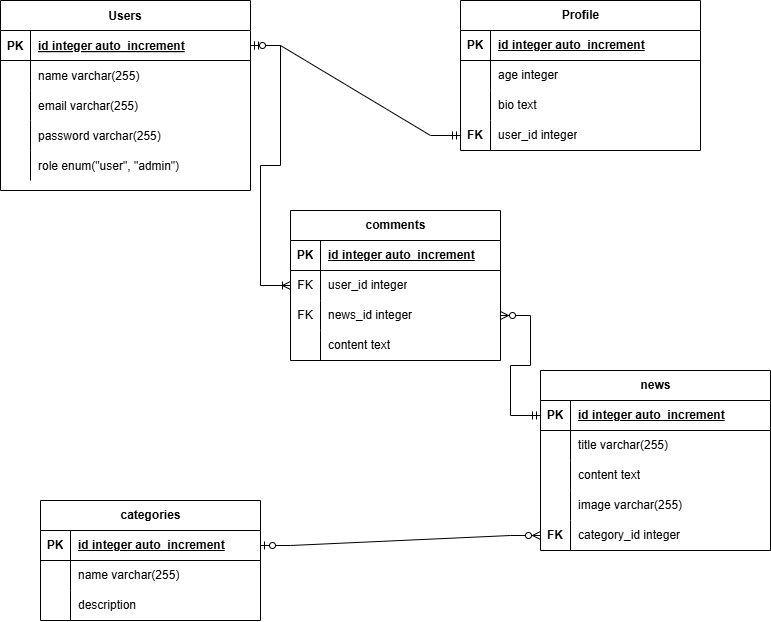 Users
PK id integer auto_increment
name varchar(255)
email varchar(255)
password varchar(255)
role enum("user", "admin")
Profile
PK id integer auto_increment
age integer
bio text
FK user_id integer
comments
PK id integer auto_increment
FK user_id integer
FK news_id integer
content text
news
PK id integer auto_increment
title varchar(255)
content text
image varchar(255)
FK category_id integer
categories
PK id integer auto_increment
name varchar(255)
description